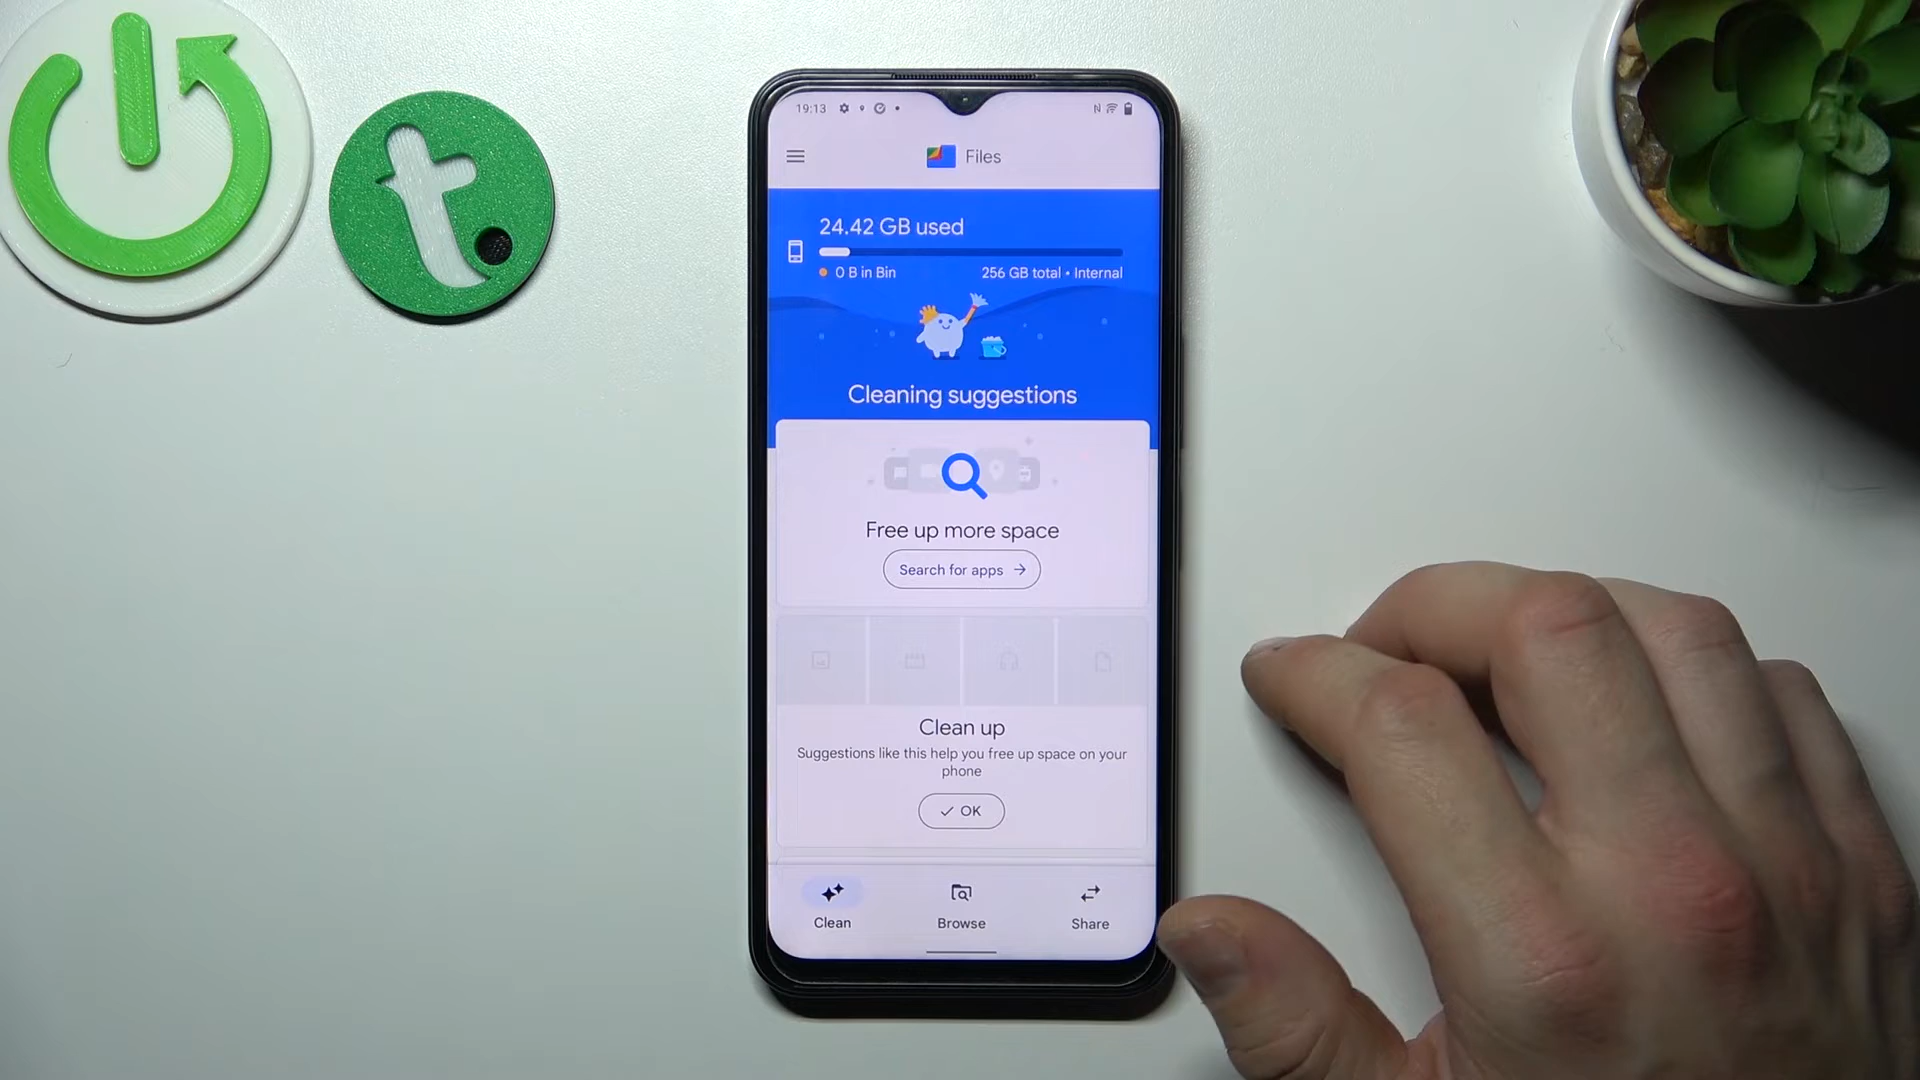 19:13
Files
24.42 GB used
0 B in Bin
256 GB total • Internal
Cleaning suggestions
Free up more space
Search for apps →
Clean up
Suggestions like this help you free up space on your
phone
✓ OK
Clean
Browse
Share